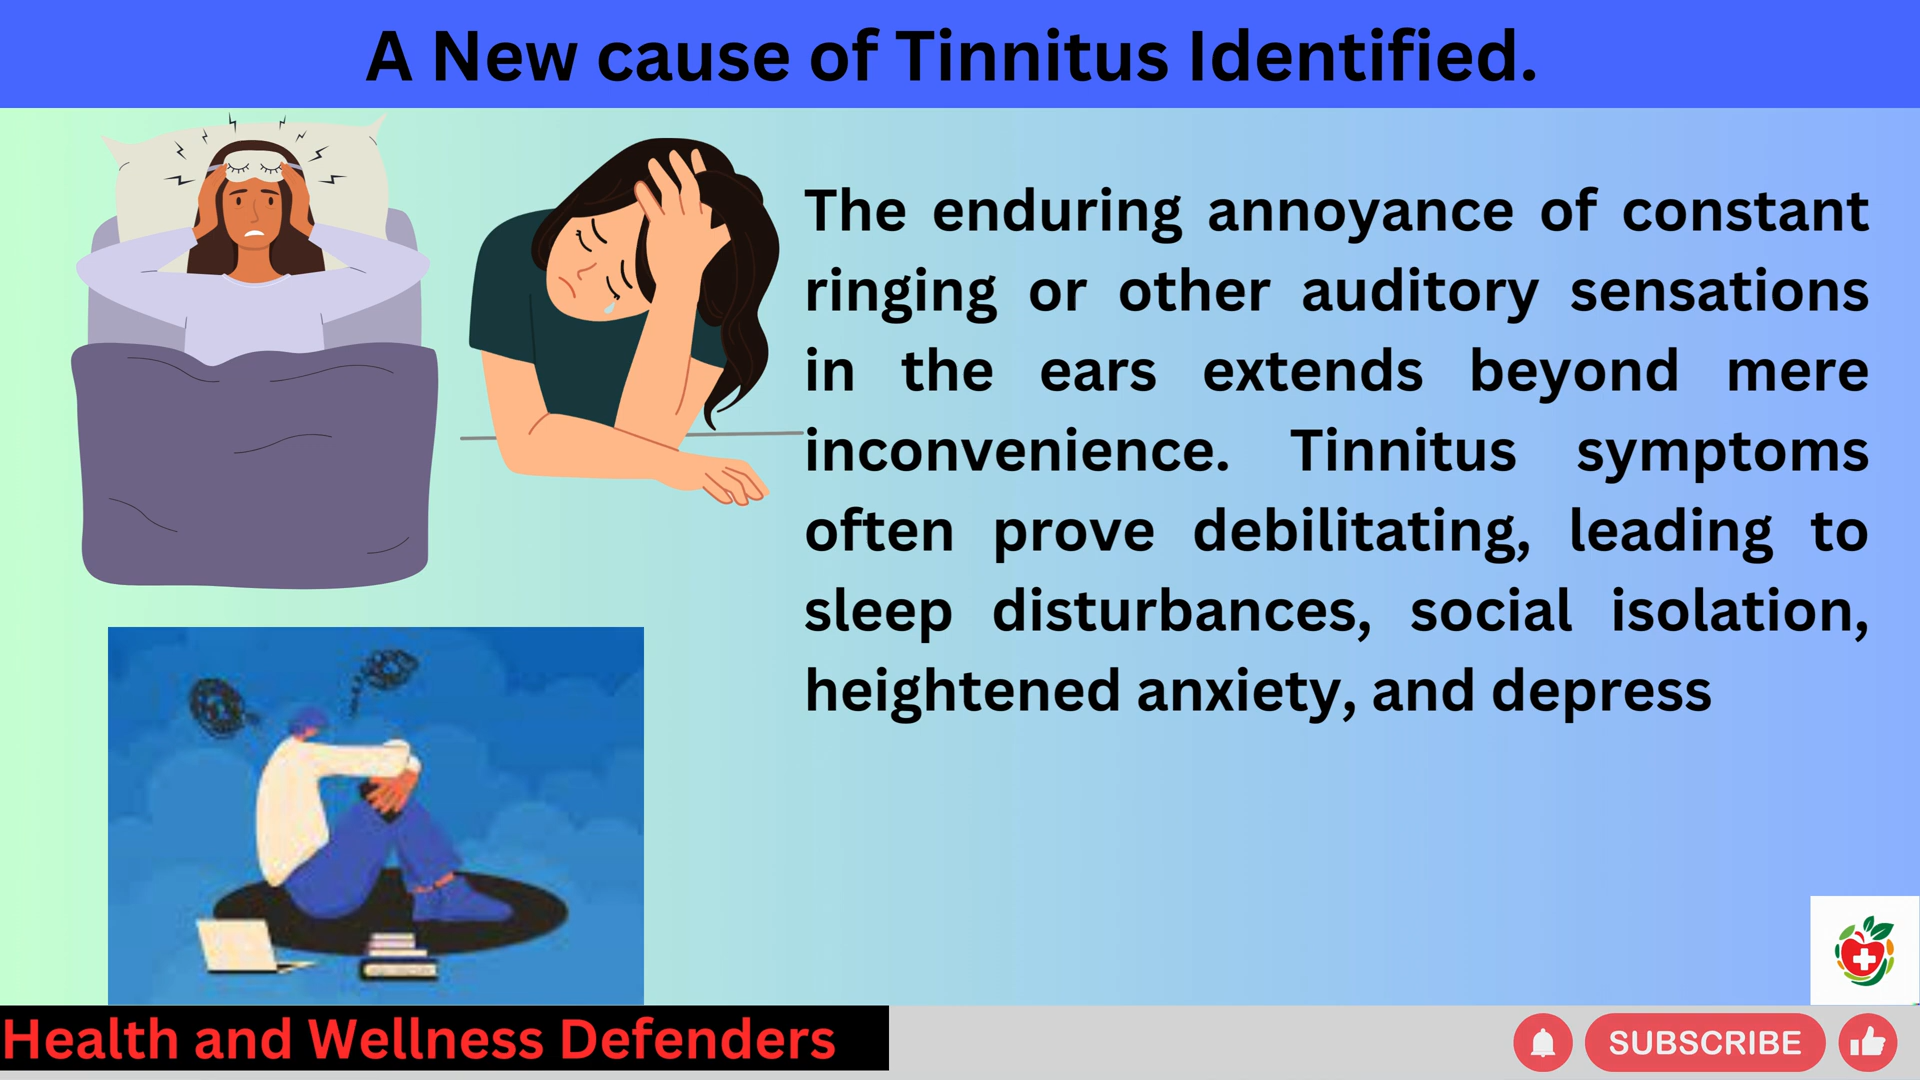 A New cause of Tinnitus Identified.
The enduring annoyance of constant
ringing or other auditory sensations
in the ears extends beyond mere
inconvenience. Tinnitus symptoms
often prove debilitating, leading to
sleep disturbances, social isolation,
heightened anxiety, and depress
Health and Wellness Defenders
SUBSCRIBE